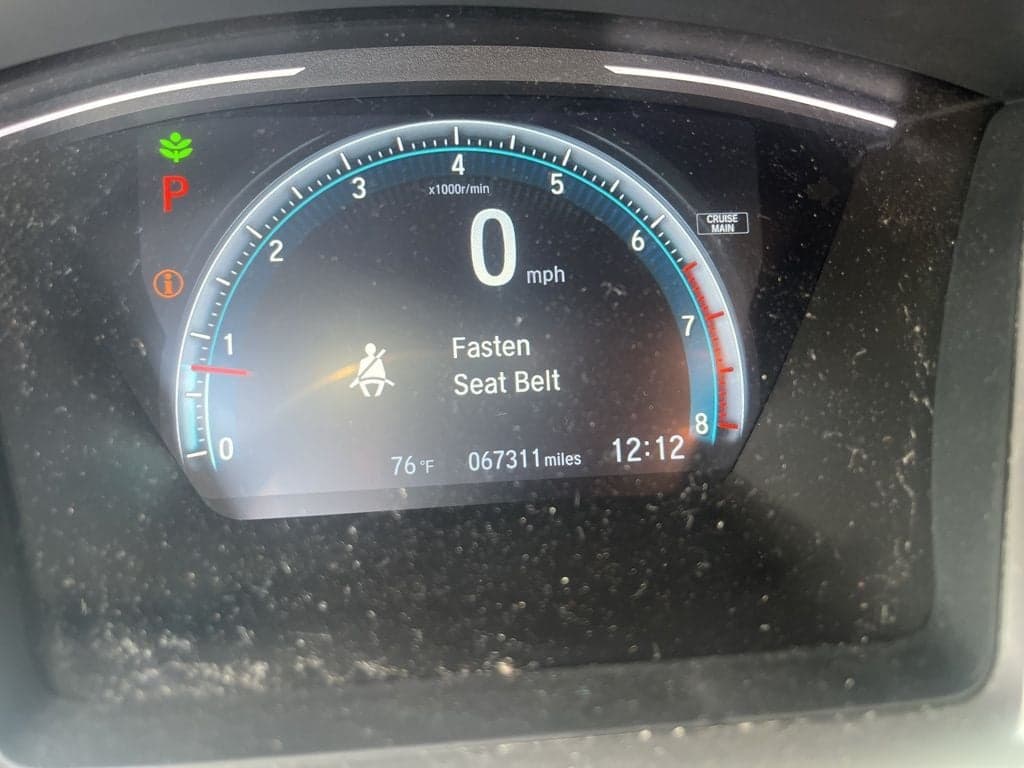 P
i
0
1
2
3
4
5
6
7
8
x1000r/min
0 mph
CRUISE
MAIN
Fasten
Seat Belt
76°F 067311 miles 12:12